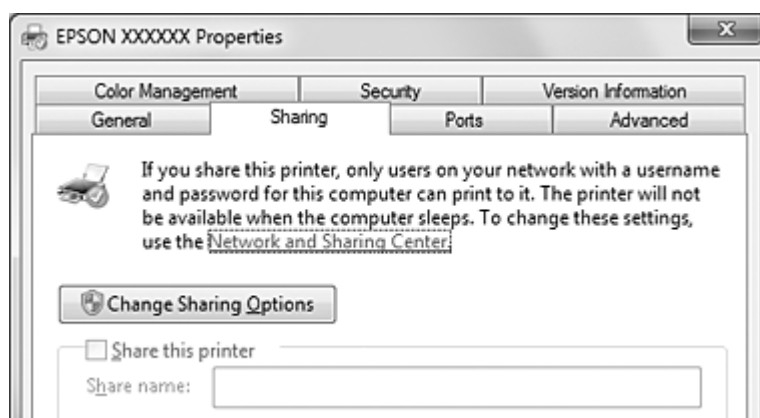 EPSON XXXXXX Properties
Color Management Security Version Information
General Sharing Ports Advanced
If you share this printer, only users on your network with a username
and password for this computer can print to it. The printer will not
be available when the computer sleeps. To change these settings,
use the Network and Sharing Center.
Change Sharing Options
Share this printer
Share name: